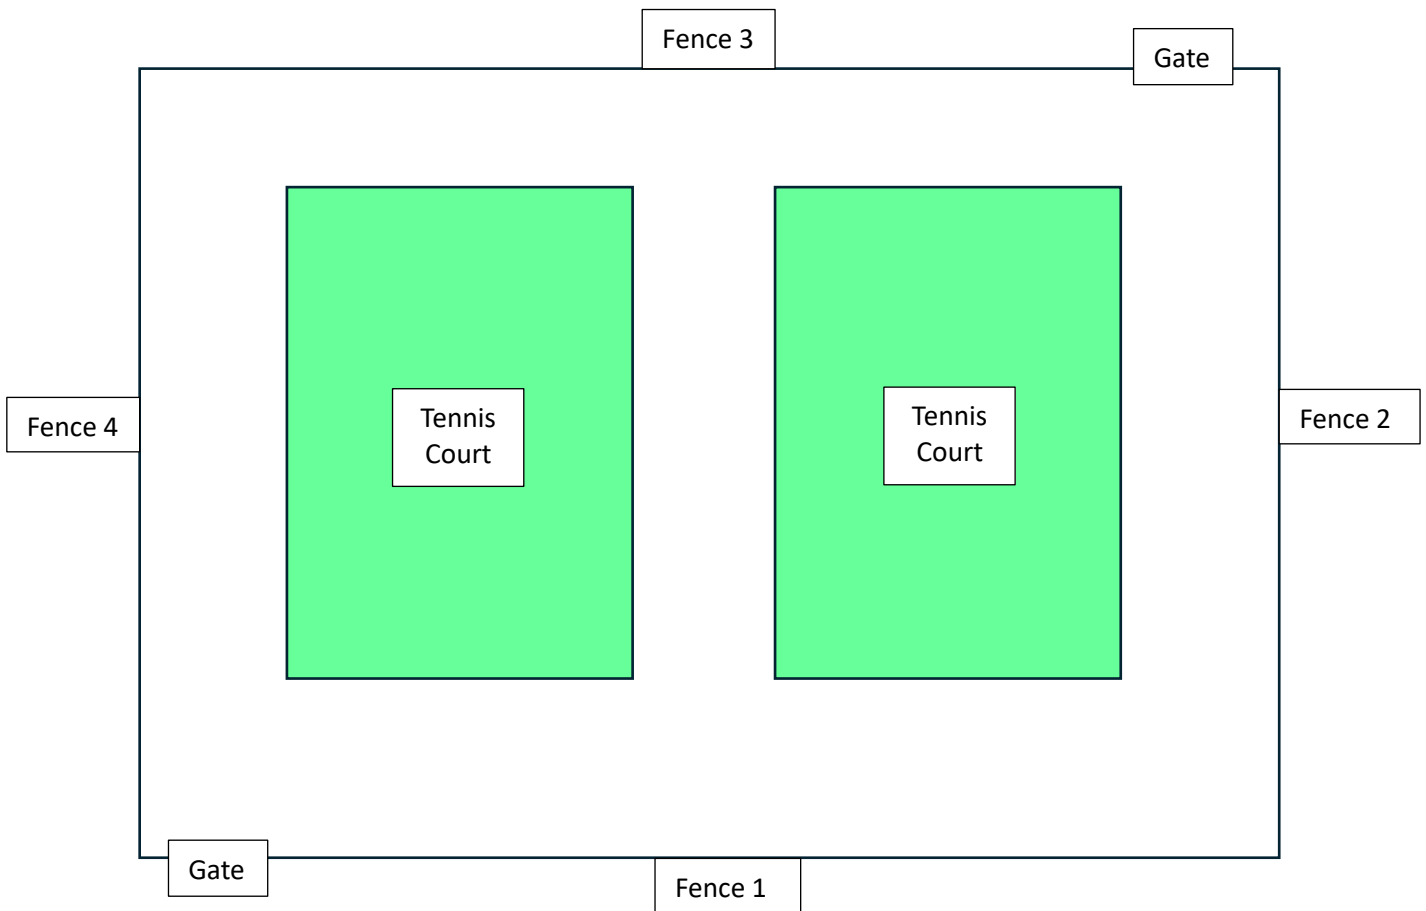 Fence 3
Gate
Tennis
Court
Tennis
Court
Fence 4
Fence 2
Gate
Fence 1